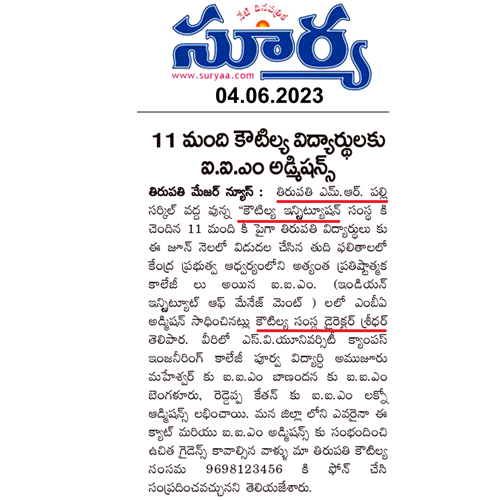 నేటి దినపత్రిక
సూర్య
www.suryaa.com
04.06.2023
11 మంది కౌటిల్య విద్యార్థులకు
ఐ.ఐ.ఎం అడ్మిషన్స్
తిరుపతి మేజర్ న్యూస్ : తిరుపతి ఎమ్.ఆర్. పల్లి
సర్కిల్ వద్ద వున్న "కౌటిల్య ఇన్స్టిట్యూషన్ సంస్థ కి
చెందిన 11 మంది కి పైగా తిరుపతి విద్యార్థులు కు
ఈ జూన్ నెలలో విడుదల చేసిన తుది ఫలితాలలో
కేంద్ర ప్రభుత్వ ఆధ్వర్యంలోని అత్యంత ప్రతిష్టాత్మక
కాలేజీ లు అయిన ఐ.ఐ.ఎం. (ఇండియన్
ఇన్స్టిట్యూట్ ఆఫ్ మేనేజ్ మెంట్ ) లలో ఎంబీఏ
అడ్మిషన్ సాధించినట్లు కౌటిల్య సంస్థ డైరెక్టర్ శ్రీధర్
తెలిపారు. వీరిలో ఎస్.వి.యూనివర్సిటీ క్యాంపస్
ఇంజనీరింగ్ కాలేజీ పూర్వ విద్యార్థి అముజూరు
మహేశ్వర్ కు ఐ.ఐ.ఎం బాణందన కు ఐ.ఐ.ఎం
బెంగళూరు, రెడ్డెప్ప కేతన్ కు ఐ.ఐ.ఎం లక్నో
ఆడ్మిషన్స్ లభించాయి. మన జిల్లా లోని ఎవరైనా ఈ
క్యాట్ మరియు ఐ.ఐ.ఎం అడ్మిషన్స్ కు సంభందించి
ఉచిత గైడెన్స్ కావాల్సిన వాళ్ళు మా తిరుపతి కౌటిల్య
సంసమ 9698123456 కి ఫోన్ చేసి
సంప్రదించవచ్చునని తెలియజేశారు.